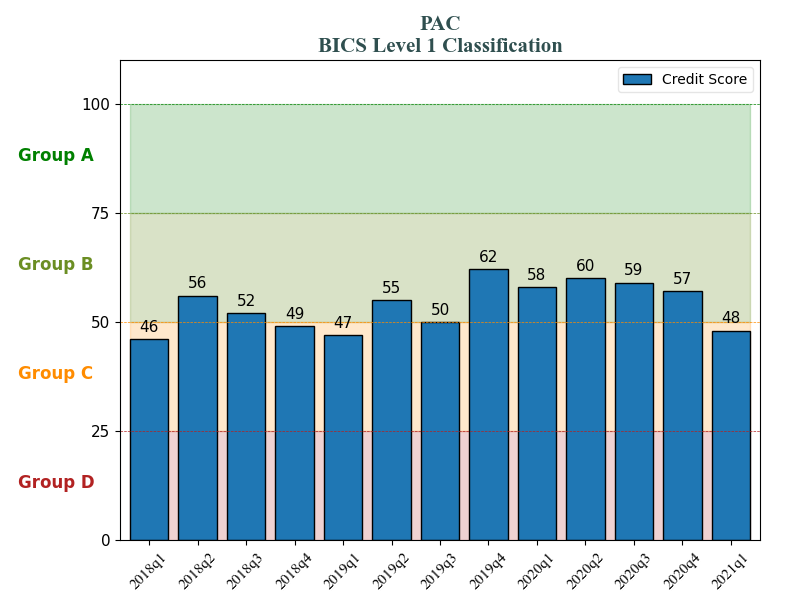 PAC
BICS Level 1 Classification
Credit Score
100
Group A
75
Group B
62
60
59
58
57
56
55
52
50
49
48
47
46
50
Group C
25
Group D
0
2018q1
2018q2
2018q3
2018q4
2019q1
2019q2
2019q3
2019q4
2020q1
2020q2
2020q3
2020q4
2021q1